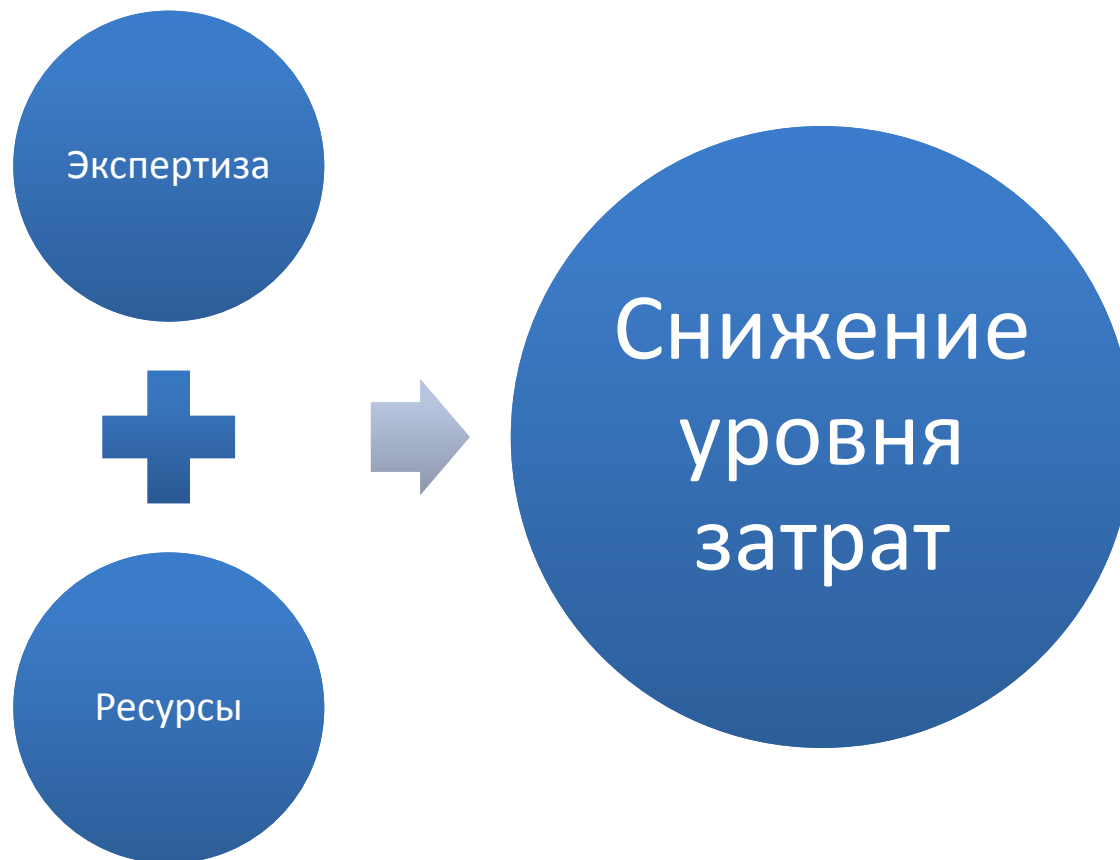 Экспертиза
Ресурсы
Снижение
уровня
затрат